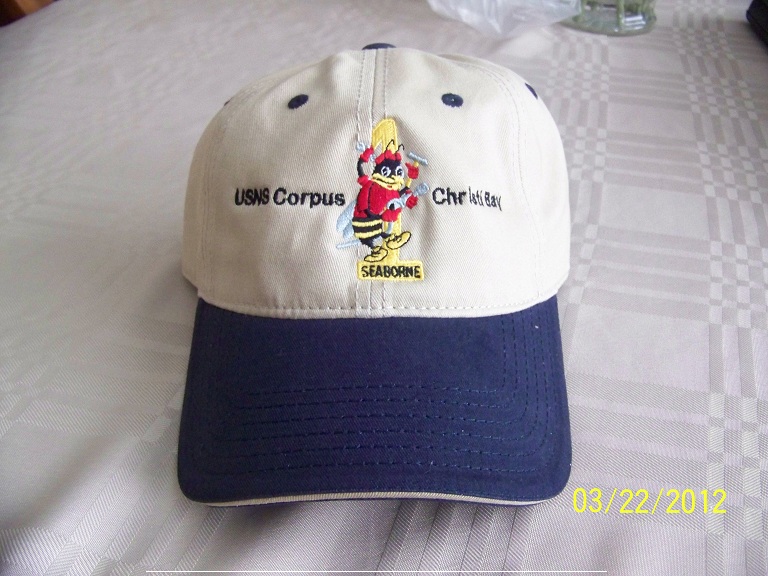 USNS Corpus Christi Bay
SEABORNE
03/22/2012